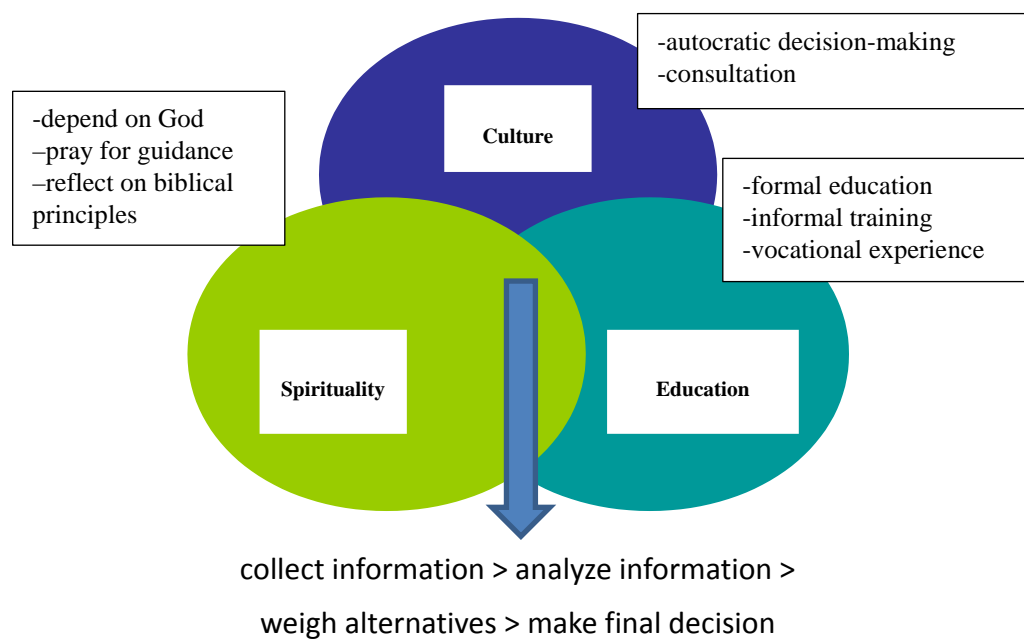 -autocratic decision-making
-consultation
-depend on God
–pray for guidance
–reflect on biblical
principles
Culture
-formal education
-informal training
-vocational experience
Spirituality
Education
collect information > analyze information >
weigh alternatives > make final decision